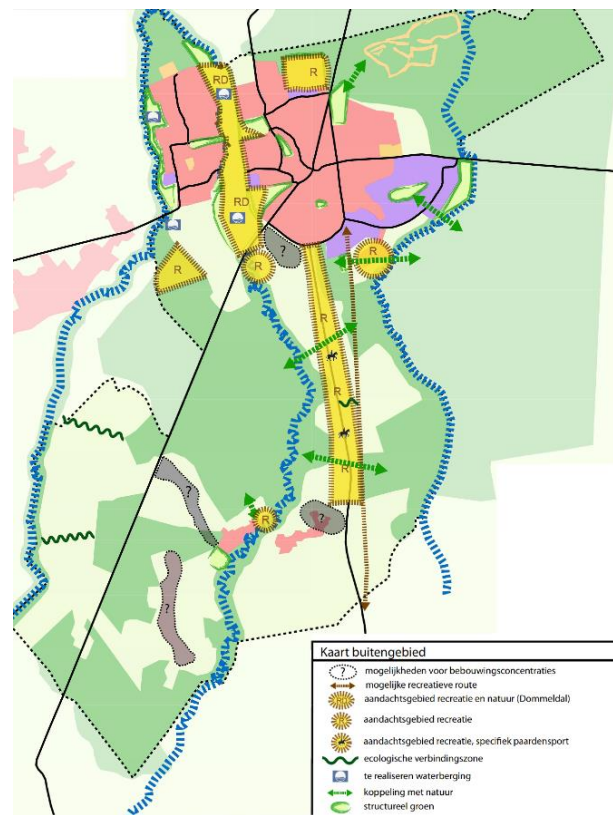 RD
R
RD
R
R
?
R
R
R
R
?
R
?
?
Kaart buitengebied
? mogelijkheden voor bebouwingsconcentraties
mogelijke recreatieve route
RD aandachtsgebied recreatie en natuur (Dommeldal)
R aandachtsgebied recreatie
aandachtsgebied recreatie, specifiek paardensport
ecologische verbindingszone
te realiseren waterberging
koppeling met natuur
structureel groen